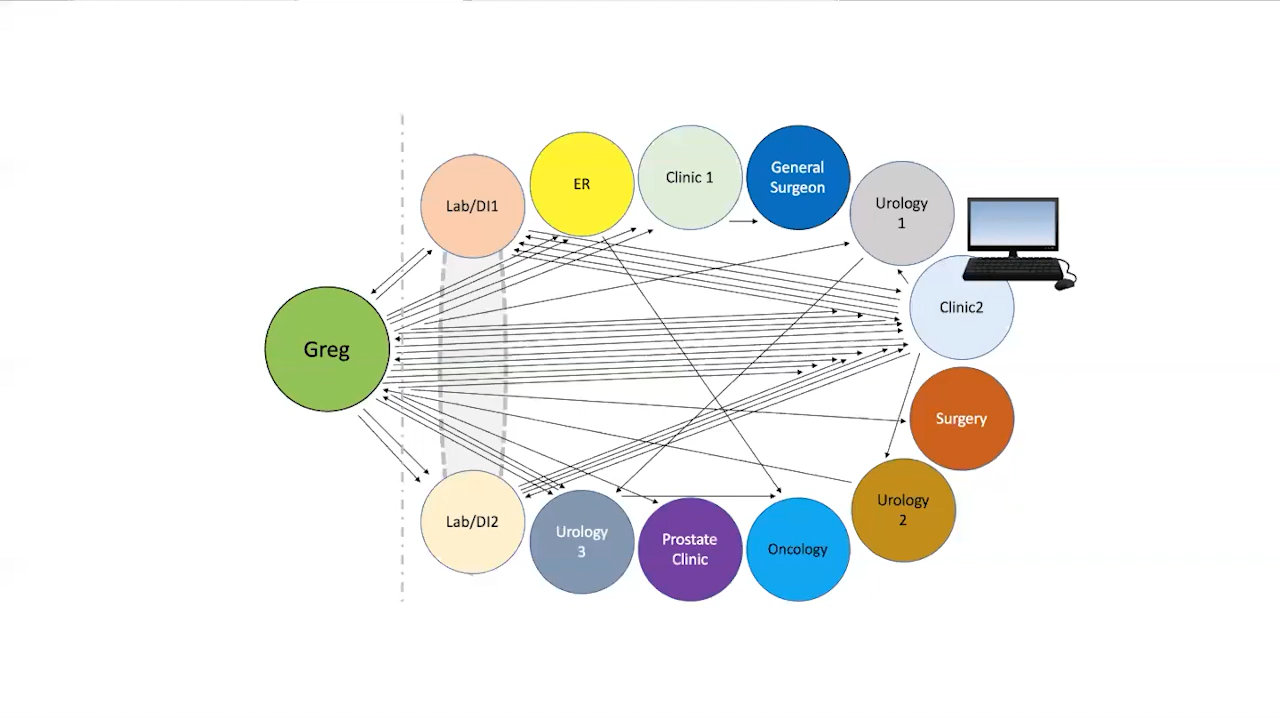 Lab/DI1
ER
Clinic 1
General
Surgeon
Urology
1
Clinic2
Greg
Surgery
Urology
2
Lab/DI2
Urology
3
Prostate
Clinic
Oncology